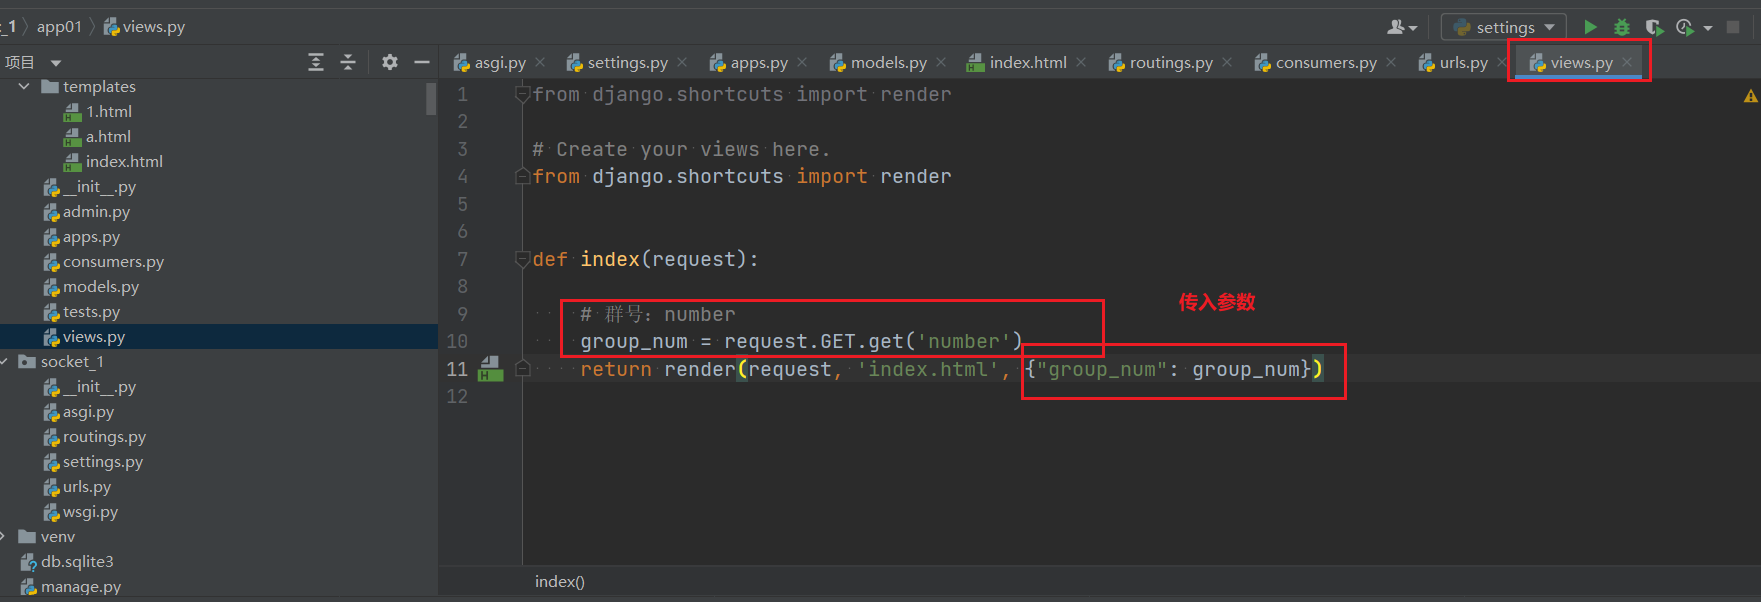 _1 app01 views.py
settings
项目
asgi.py settings.py apps.py models.py index.html routings.py consumers.py urls.py views.py
templates
1.html
a.html
index.html
__init__.py
admin.py
apps.py
consumers.py
models.py
tests.py
views.py
socket_1
__init__.py
asgi.py
routings.py
settings.py
urls.py
wsgi.py
venv
db.sqlite3
manage.py
1 from django.shortcuts import render
2
3 # Create your views here.
4 from django.shortcuts import render
5
6
7 def index(request):
8
9 # 群号：number
10 group_num = request.GET.get('number')
11 return render(request, 'index.html', {"group_num": group_num})
12
传入参数
index()